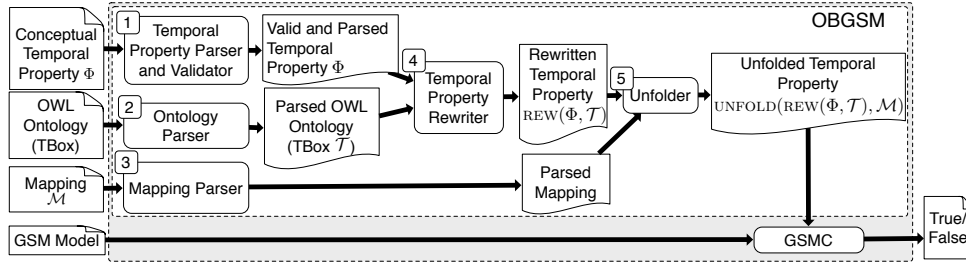 OBGSM
Conceptual
Temporal
Property Φ
1
Temporal
Property Parser
and Validator
Valid and Parsed
Temporal
Property Φ
OWL
Ontology
(TBox)
2
Ontology
Parser
Parsed OWL
Ontology
(TBox 𝒯)
4
Temporal
Property
Rewriter
Rewritten
Temporal
Property
REW(Φ, 𝒯)
5
Unfolder
Unfolded Temporal
Property
UNFOLD(REW(Φ, 𝒯), ℳ)
Mapping
ℳ
3
Mapping Parser
Parsed
Mapping
GSM Model
GSMC
True/
False